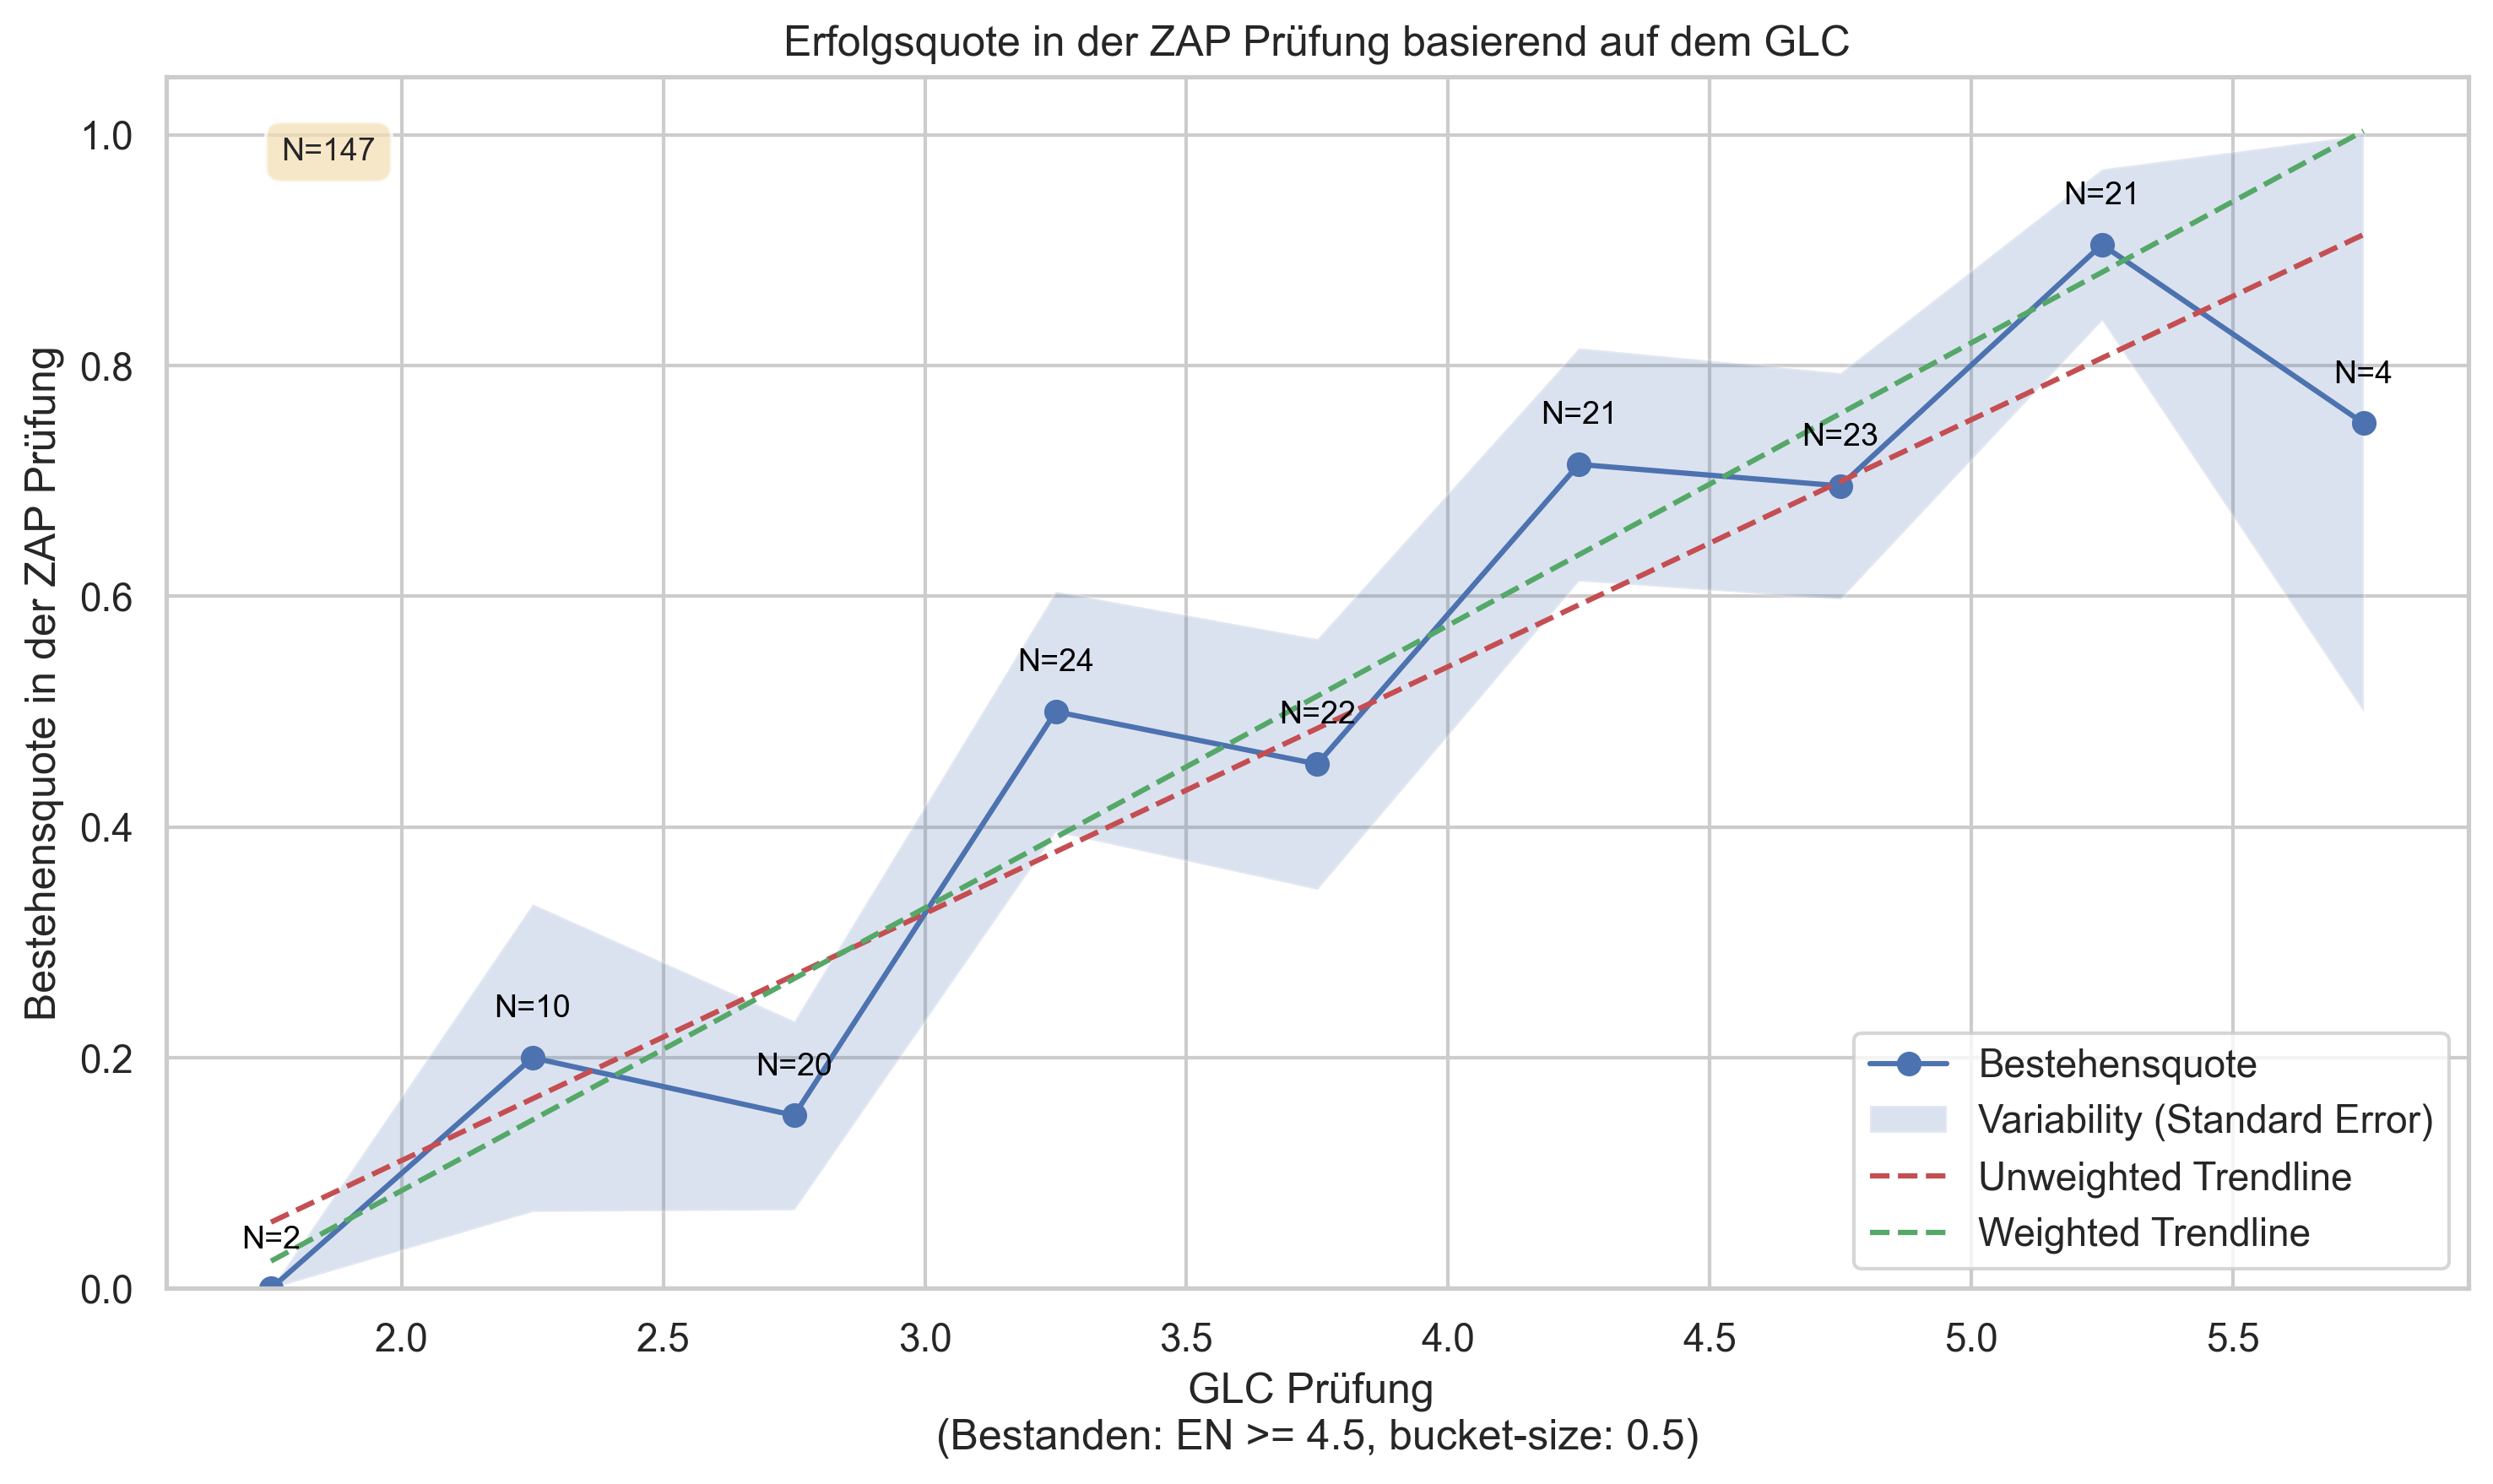 Erfolgsquote in der ZAP Prüfung basierend auf dem GLC
Bestehensquote in der ZAP Prüfung
1.0
0.8
0.6
0.4
0.2
0.0
N=147
N=2
N=10
N=20
N=24
N=22
N=21
N=23
N=21
N=4
Bestehensquote
Variability (Standard Error)
Unweighted Trendline
Weighted Trendline
2.0 2.5 3.0 3.5 4.0 4.5 5.0 5.5
GLC Prüfung
(Bestanden: EN >= 4.5, bucket-size: 0.5)